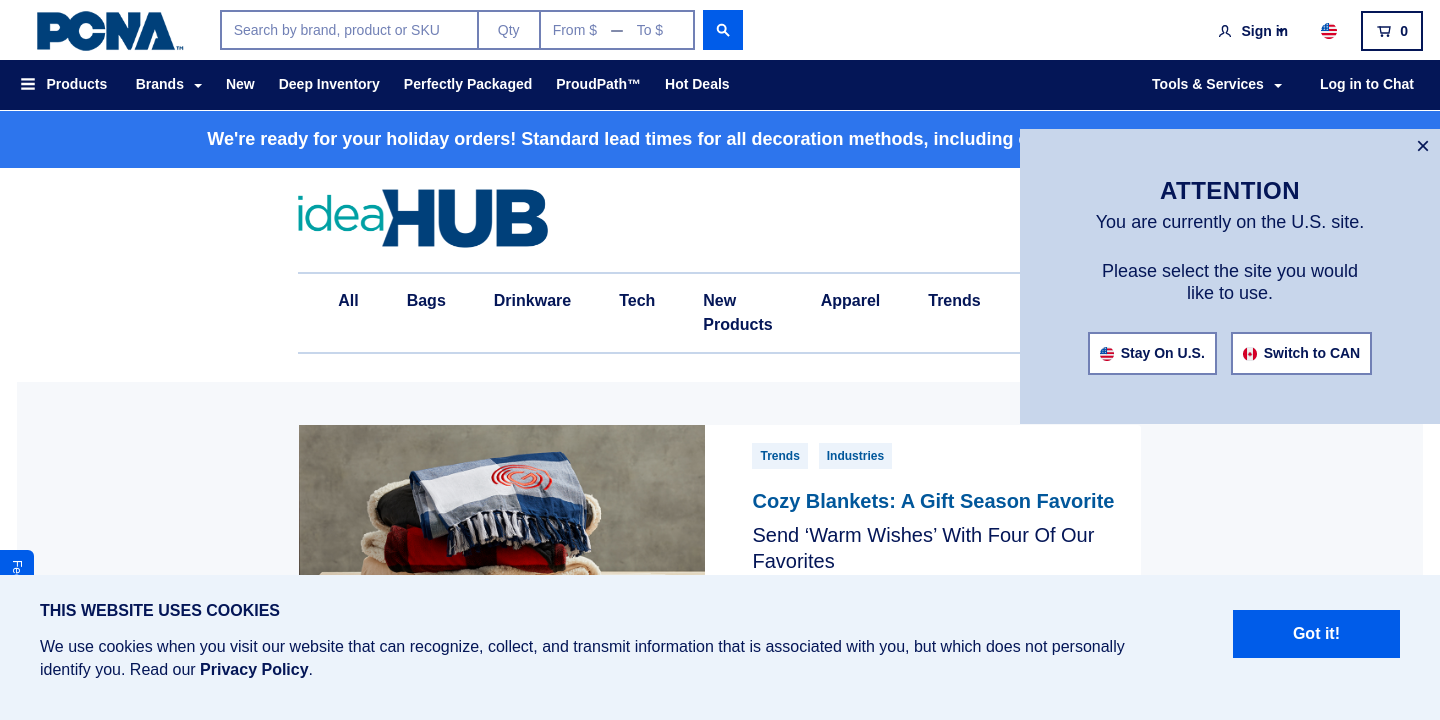 PCNA™
Search by brand, product or SKU
Qty
From $ — To $
Sign in
0
Products
Brands
New
Deep Inventory
Perfectly Packaged
ProudPath™
Hot Deals
Tools & Services
Log in to Chat
We're ready for your holiday orders! Standard lead times for all decoration methods, including
ideaHUB
All
Bags
Drinkware
Tech
New
Products
Apparel
Trends
×
ATTENTION
You are currently on the U.S. site.
Please select the site you would
like to use.
Stay On U.S.
Switch to CAN
Trends
Industries
Cozy Blankets: A Gift Season Favorite
Send ‘Warm Wishes’ With Four Of Our
Favorites
THIS WEBSITE USES COOKIES
We use cookies when you visit our website that can recognize, collect, and transmit information that is associated with you, but which does not personally
identify you. Read our Privacy Policy.
Got it!